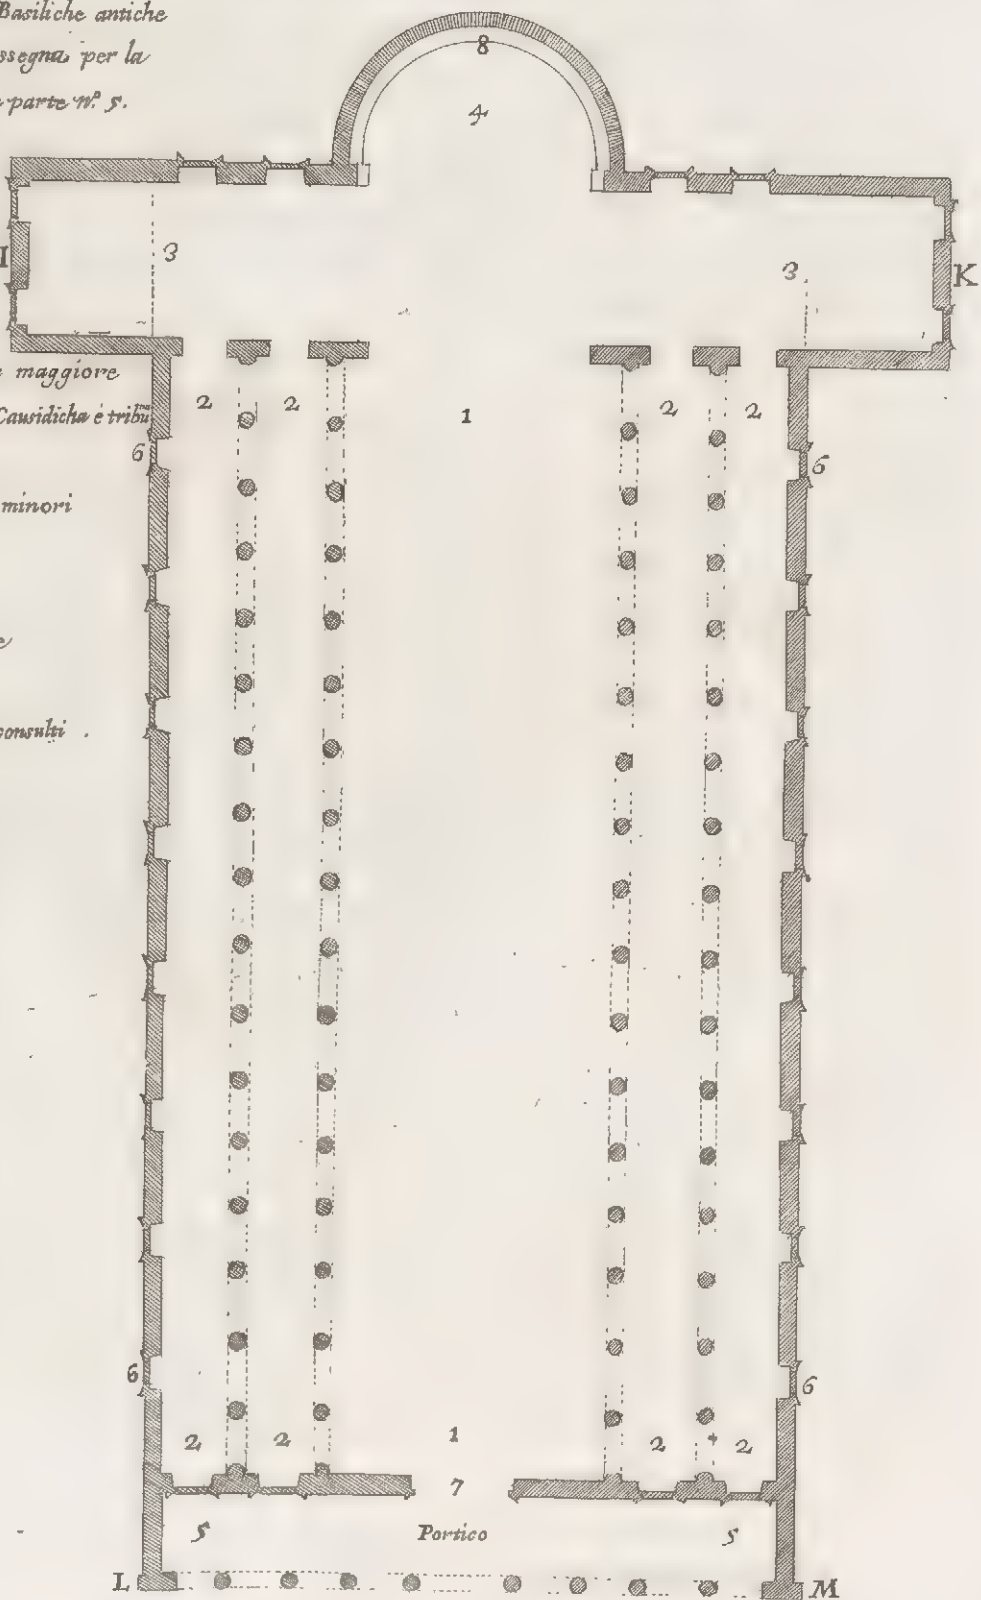 Basiliche antiche
ssegna per la
parte nº. 5.
8
4
3
3
K
maggiore
Causidicha è tribu
2 2 1 2 2
6 6
minori
consulti .
6 6
2 2 1 2 2
7
5 Portico 5
L M